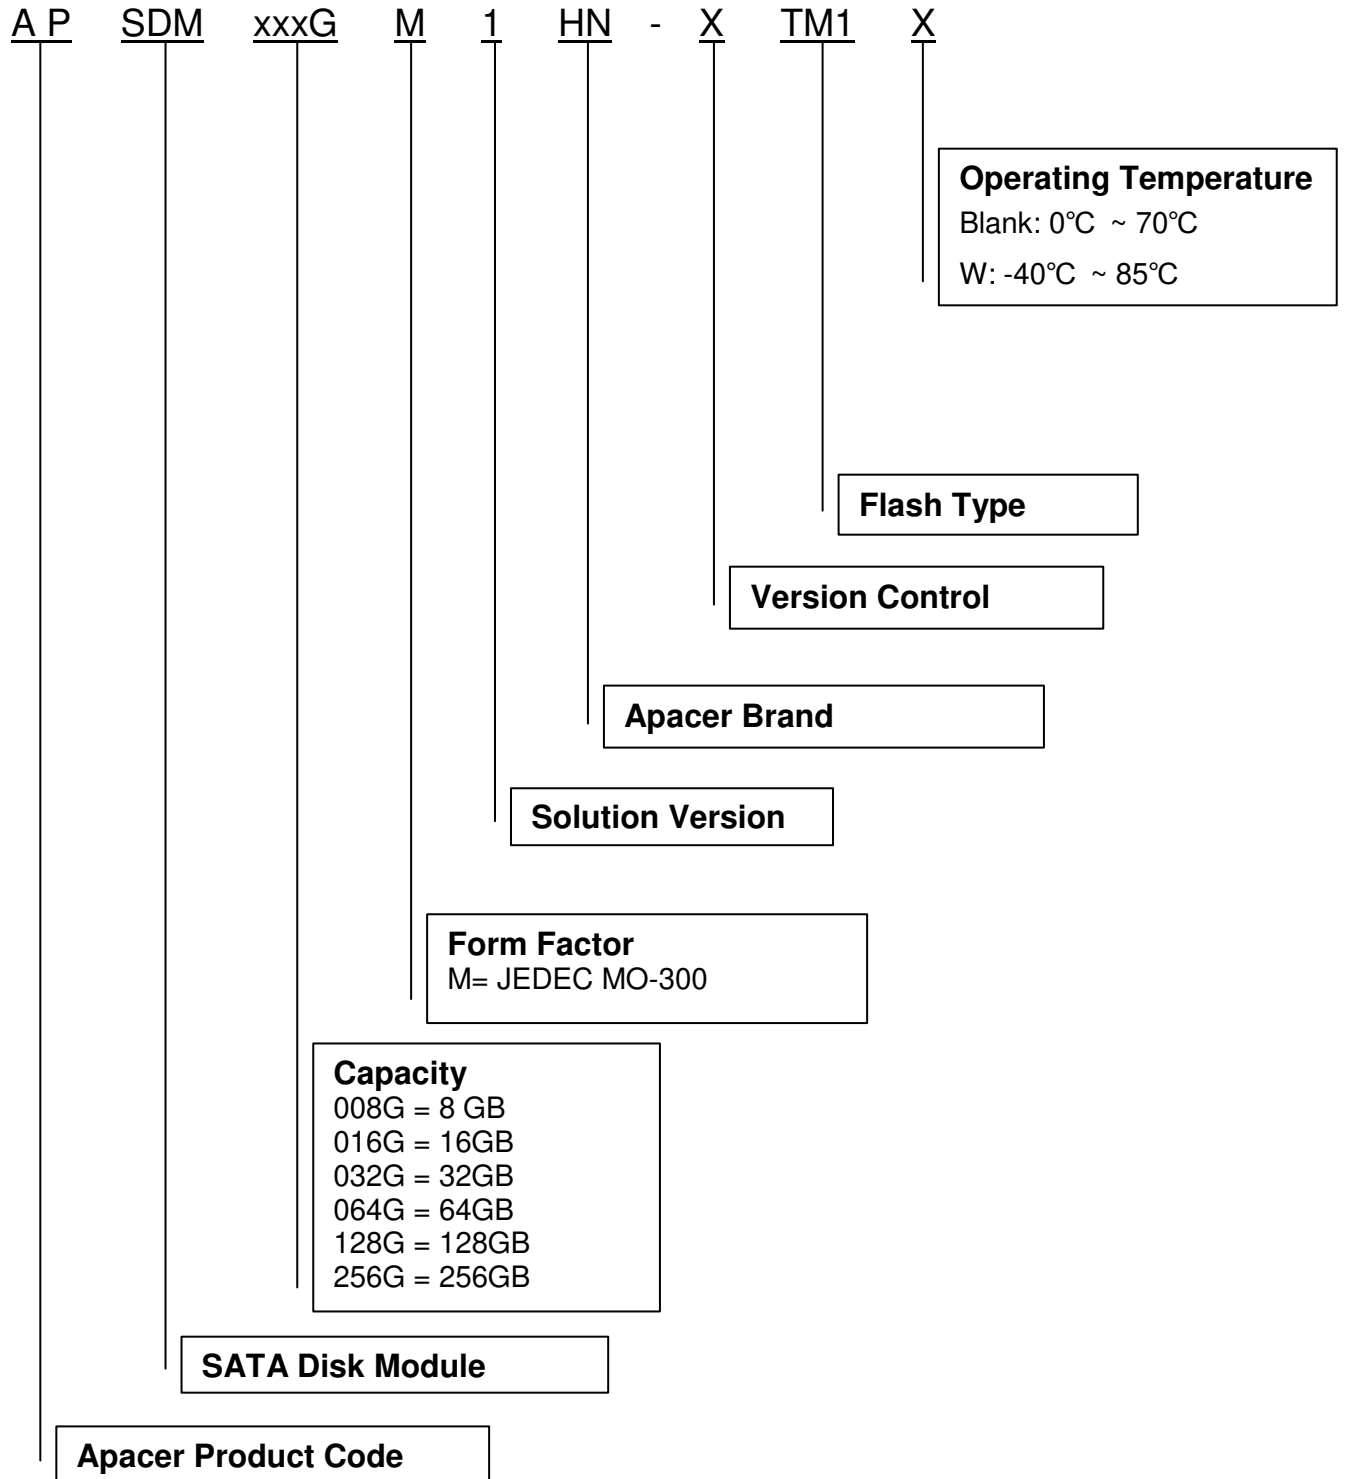 A P SDM xxxG M 1 HN - X TM1 X
Operating Temperature
Blank: 0℃ ~ 70℃
W: -40℃ ~ 85℃
Flash Type
Version Control
Apacer Brand
Solution Version
Form Factor
M= JEDEC MO-300
Capacity
008G = 8 GB
016G = 16GB
032G = 32GB
064G = 64GB
128G = 128GB
256G = 256GB
SATA Disk Module
Apacer Product Code